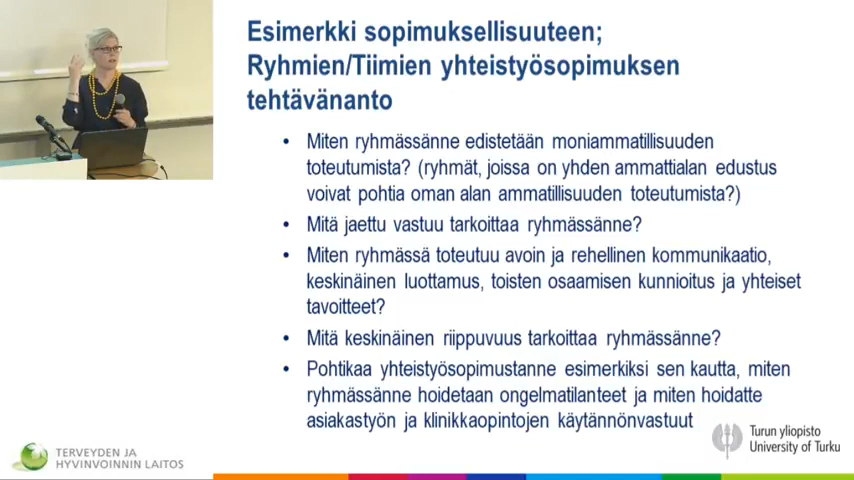 Esimerkki sopimuksellisuuteen;
Ryhmien/Tiimien yhteistyösopimuksen
tehtävänanto
• Miten ryhmässänne edistetään moniammatillisuuden
toteutumista? (ryhmät, joissa on yhden ammattialan edustus
voivat pohtia oman alan ammatillisuuden toteutumista?)
• Mitä jaettu vastuu tarkoittaa ryhmässänne?
• Miten ryhmässä toteutuu avoin ja rehellinen kommunikaatio,
keskinäinen luottamus, toisten osaamisen kunnioitus ja yhteiset
tavoitteet?
• Mitä keskinäinen riippuvuus tarkoittaa ryhmässänne?
• Pohtikaa yhteistyösopimustanne esimerkiksi sen kautta, miten
ryhmässänne hoidetaan ongelmatilanteet ja miten hoidatte
asiakastyön ja klinikkaopintojen käytännönvastuut
Turun yliopisto
University of Turku
TERVEYDEN JA
HYVINVOINNIN LAITOS